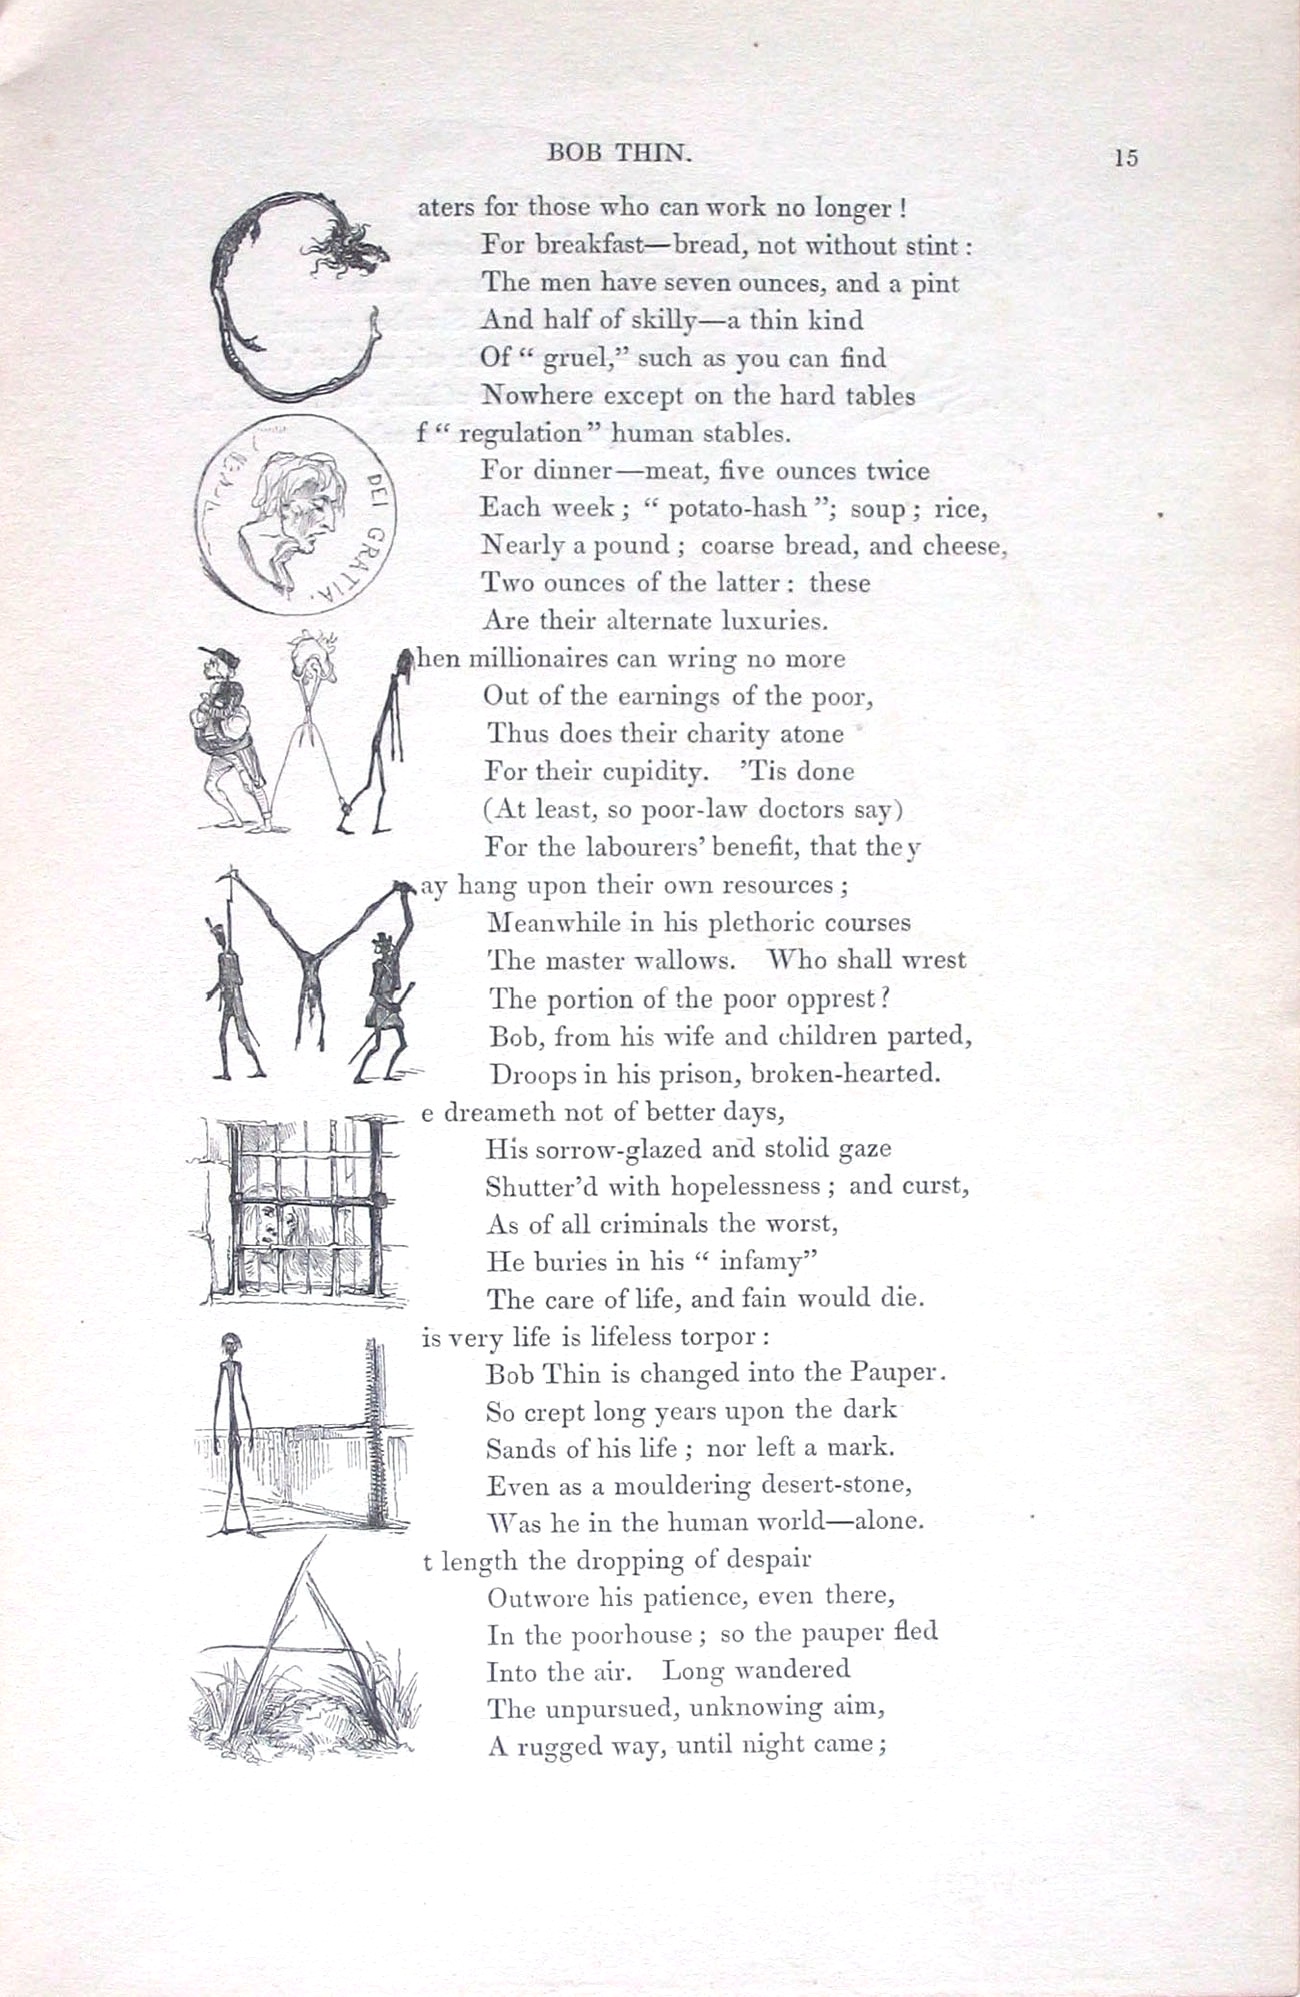 BOB THIN.
15
Caters for those who can work no longer!
For breakfast—bread, not without stint:
The men have seven ounces, and a pint
And half of skilly—a thin kind
Of “ gruel,” such as you can find
Nowhere except on the hard tables
Of “ regulation” human stables.
DEI GRATIA.
For dinner—meat, five ounces twice
Each week; “ potato-hash”; soup; rice,
Nearly a pound; coarse bread, and cheese,
Two ounces of the latter: these
Are their alternate luxuries.
When millionaires can wring no more
Out of the earnings of the poor,
Thus does their charity atone
For their cupidity. ’Tis done
(At least, so poor-law doctors say)
For the labourers’ benefit, that they
May hang upon their own resources;
Meanwhile in his plethoric courses
The master wallows. Who shall wrest
The portion of the poor opprest?
Bob, from his wife and children parted,
Droops in his prison, broken-hearted.
He dreameth not of better days,
His sorrow-glazed and stolid gaze
Shutter’d with hopelessness; and curst,
As of all criminals the worst,
He buries in his “ infamy”
The care of life, and fain would die.
His very life is lifeless torpor:
Bob Thin is changed into the Pauper.
So crept long years upon the dark
Sands of his life; nor left a mark.
Even as a mouldering desert-stone,
Was he in the human world—alone.
At length the dropping of despair
Outwore his patience, even there,
In the poorhouse; so the pauper fled
Into the air. Long wandered
The unpursued, unknowing aim,
A rugged way, until night came;